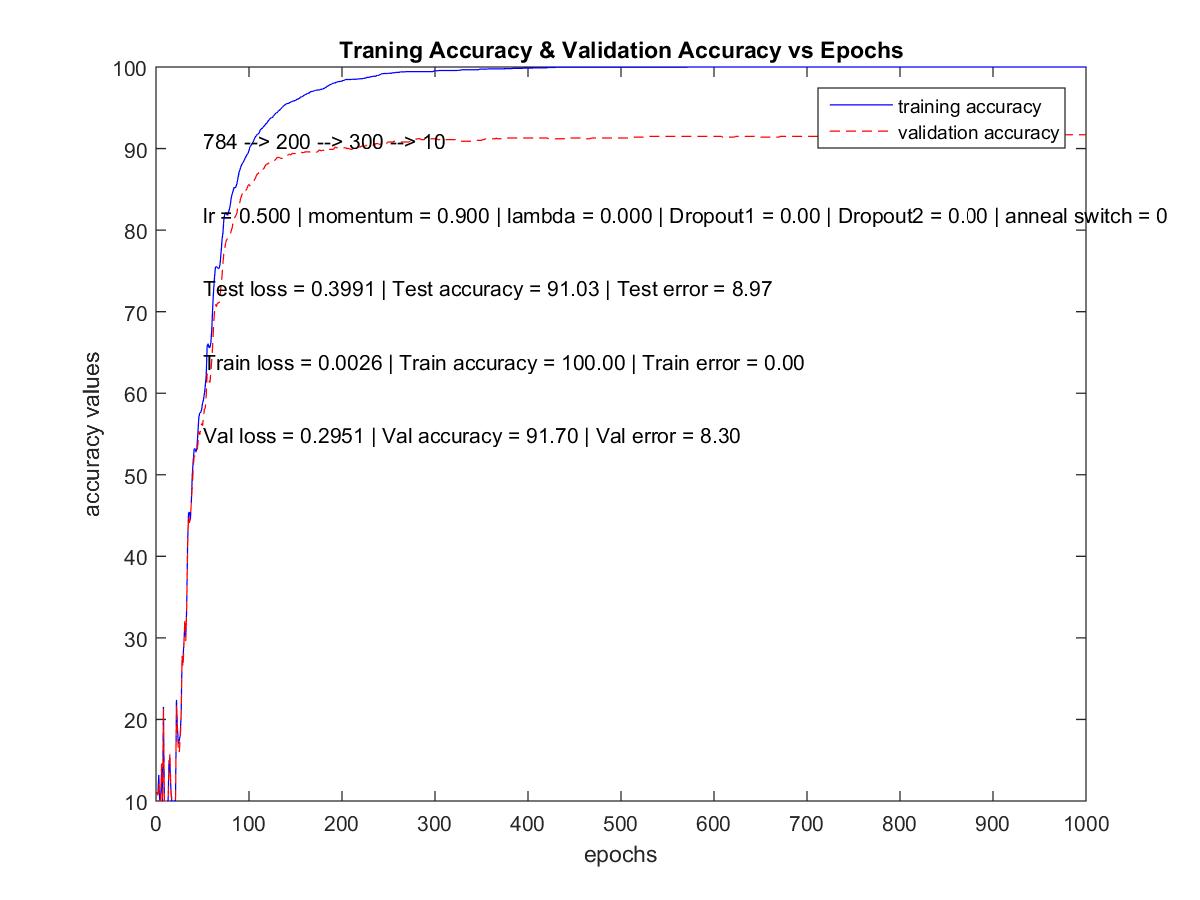 Traning Accuracy & Validation Accuracy vs Epochs
100
90
80
70
60
50
40
30
20
10
accuracy values
training accuracy
validation accuracy
784 --> 200 --> 300 --> 10
lr = 0.500 | momentum = 0.900 | lambda = 0.000 | Dropout1 = 0.00 | Dropout2 = 0.00 | anneal switch = 0
Test loss = 0.3991 | Test accuracy = 91.03 | Test error = 8.97
Train loss = 0.0026 | Train accuracy = 100.00 | Train error = 0.00
Val loss = 0.2951 | Val accuracy = 91.70 | Val error = 8.30
0 100 200 300 400 500 600 700 800 900 1000
epochs